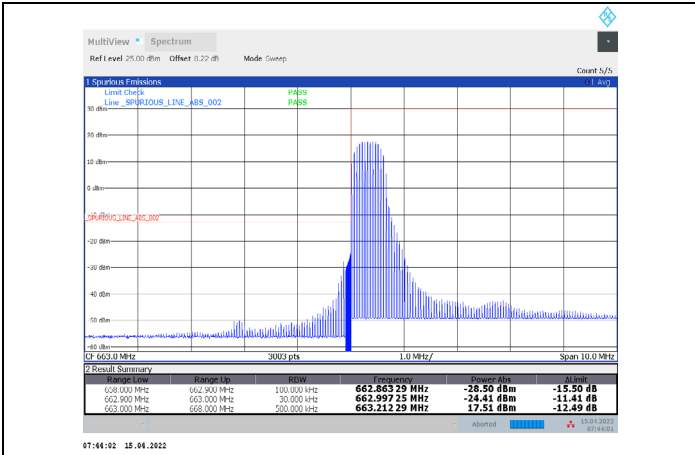 MultiView Spectrum
Ref Level 25.00 dBm Offset 8.22 dB Mode Sweep
Count 5/5
1 Spurious Emissions
Avg
Limit Check PASS
Line _SPURIOUS_LINE_ABS_002 PASS
30 dBm
20 dBm
10 dBm
0 dBm
_SPURIOUS_LINE_ABS_002
-20 dBm
-30 dBm
-40 dBm
-50 dBm
-60 dBm
CF 663.0 MHz 3003 pts 1.0 MHz/ Span 10.0 MHz
2 Result Summary
Range Low Range Up RBW Frequency Power Abs ΔLimit
658.000 MHz 662.900 MHz 100.000 kHz 662.863 29 MHz -28.50 dBm -15.50 dB
662.900 MHz 663.000 MHz 30.000 kHz 662.997 25 MHz -24.41 dBm -11.41 dB
663.000 MHz 668.000 MHz 500.000 kHz 663.212 29 MHz 17.51 dBm -12.49 dB
Aborted 15.04.2022
07:44:01
07:44:02 15.04.2022